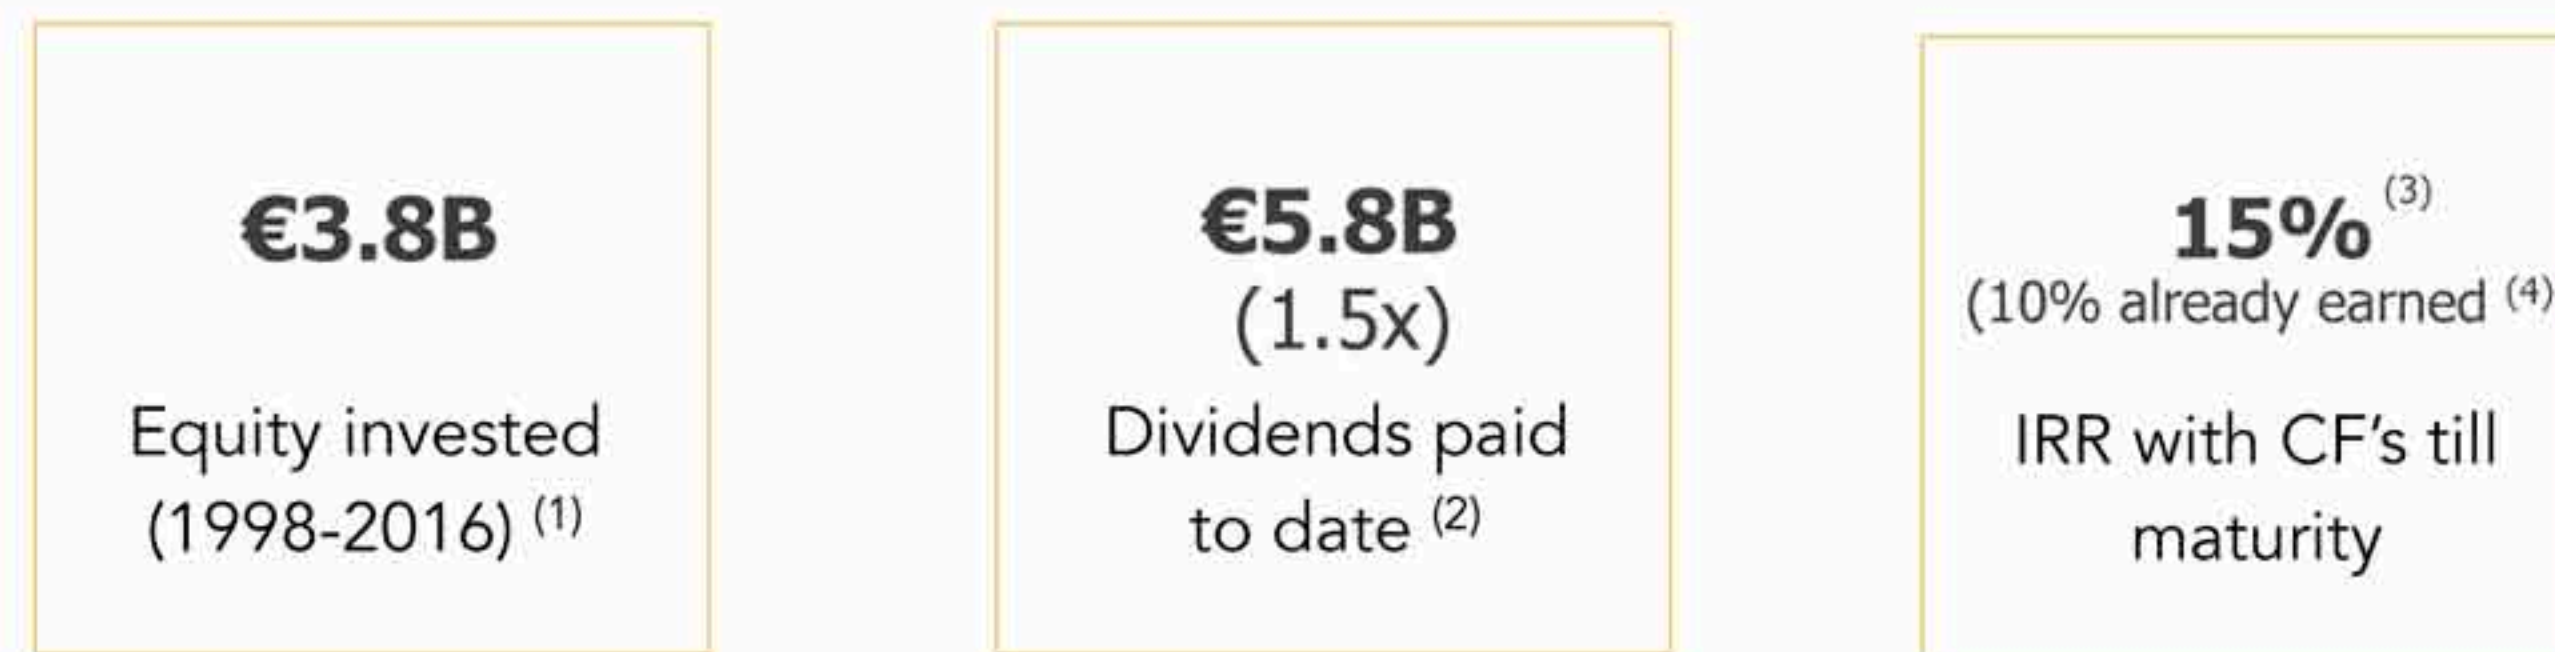 €3.8B
Equity invested
(1998-2016) (1)
€5.8B
(1.5x)
Dividends paid
to date (2)
15% (3)
(10% already earned (4)
IRR with CF's till
maturity